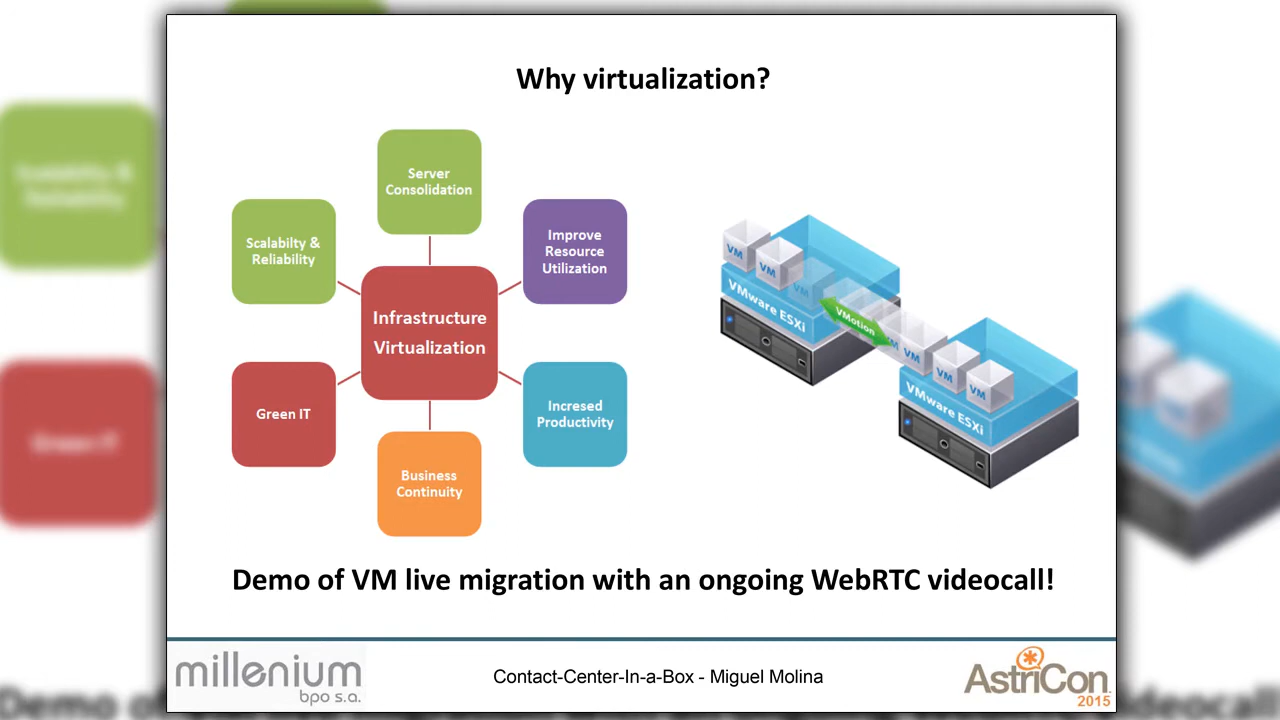 Why virtualization?
Server
Consolidation
Scalabilty &
Reliability
Improve
Resource
Utilization
Infrastructure
Virtualization
Green IT
Incresed
Productivity
Business
Continuity
VM
VM
VM
VMware ESXi
VMotion
VM
VM
VM
VM
VMware ESXi
Demo of VM live migration with an ongoing WebRTC videocall!
millenium
bpo s.a.
Contact-Center-In-a-Box - Miguel Molina
AstriCon
2015